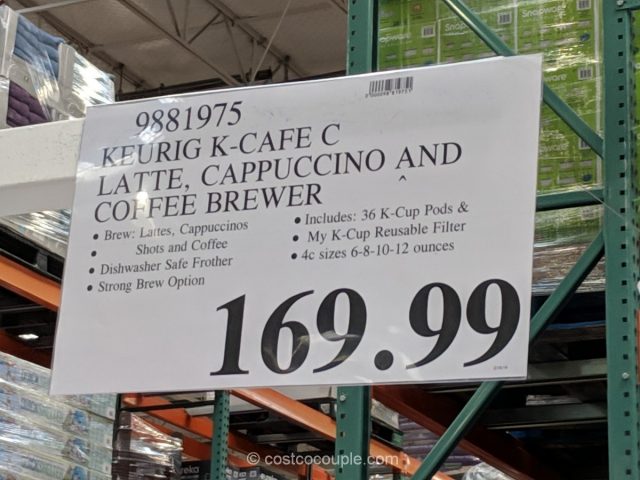 Snapware
9881975
KEURIG K-CAFE C
LATTE, CAPPUCCINO AND
^
COFFEE BREWER
• Brew: Lattes, Cappuccinos
• Shots and Coffee
• Dishwasher Safe Frother
• Strong Brew Option
• Includes: 36 K-Cup Pods &
• My K-Cup Reusable Filter
• 4c sizes 6-8-10-12 ounces
169.99
© costcocouple.com ♡